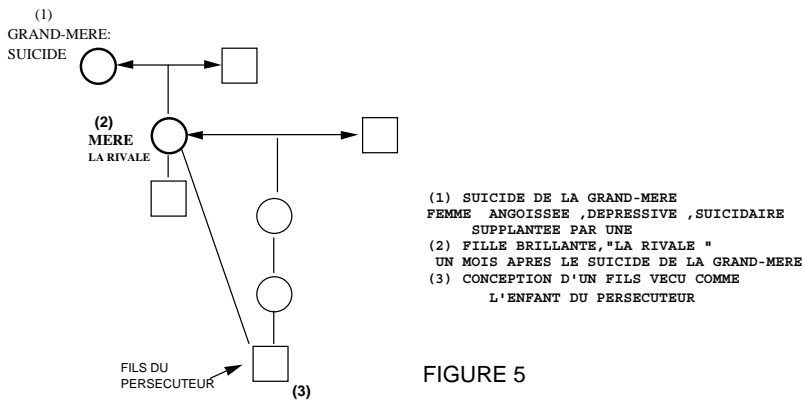 (1)
GRAND-MERE:
SUICIDE
(2)
MERE
LA RIVALE
(1) SUICIDE DE LA GRAND-MERE
FEMME ANGOISSEE ,DEPRESSIVE ,SUICIDAIRE
SUPPLANTEE PAR UNE
(2) FILLE BRILLANTE,"LA RIVALE "
UN MOIS APRES LE SUICIDE DE LA GRAND-MERE
(3) CONCEPTION D'UN FILS VECU COMME
L'ENFANT DU PERSECUTEUR
FILS DU
PERSECUTEUR
(3)
FIGURE 5